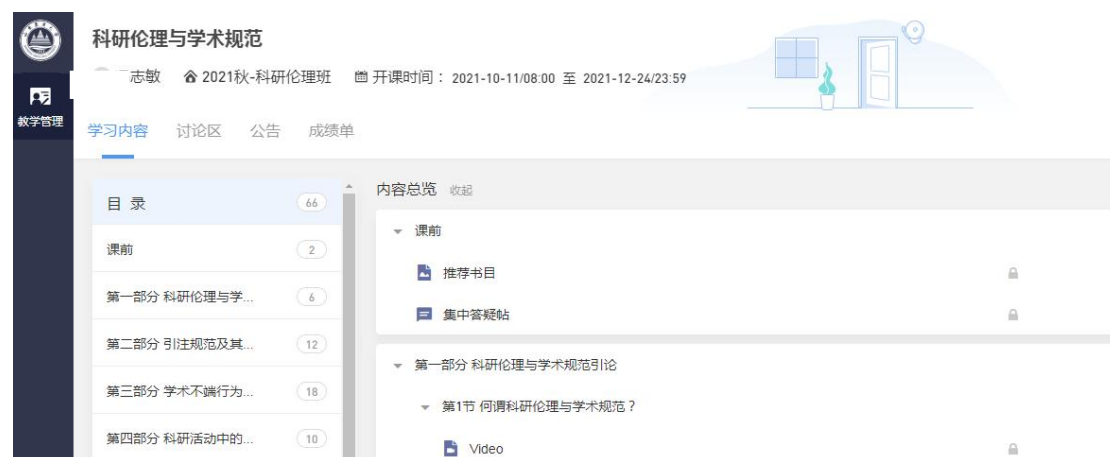 科研伦理与学术规范
志敏 2021秋-科研伦理班 开课时间： 2021-10-11/08:00 至 2021-12-24/23:59
教学管理
学习内容 讨论区 公告 成绩单
目 录 66
课前 2
第一部分 科研伦理与学... 6
第二部分 引注规范及其... 12
第三部分 学术不端行为... 18
第四部分 科研活动中的... 10
内容总览 收起
课前
推荐书目
集中答疑帖
第一部分 科研伦理与学术规范引论
第1节 何谓科研伦理与学术规范？
Video